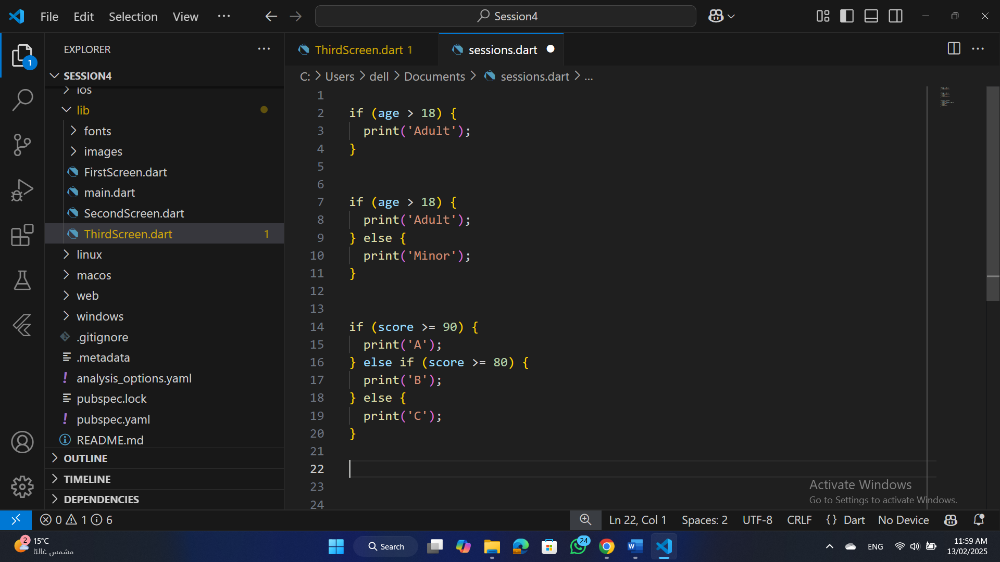 File Edit Selection View ··· Session4
EXPLORER
SESSION4
ios
lib
fonts
images
FirstScreen.dart
main.dart
SecondScreen.dart
ThirdScreen.dart 1
linux
macos
web
windows
.gitignore
.metadata
analysis_options.yaml
pubspec.lock
pubspec.yaml
README.md
OUTLINE
TIMELINE
DEPENDENCIES
1
ThirdScreen.dart 1 sessions.dart
C: > Users > dell > Documents > sessions.dart > ...
1
2 if (age > 18) {
3 print('Adult');
4 }
5
6
7 if (age > 18) {
8 print('Adult');
9 } else {
10 print('Minor');
11 }
12
13
14 if (score >= 90) {
15 print('A');
16 } else if (score >= 80) {
17 print('B');
18 } else {
19 print('C');
20 }
21
22
23
24
Activate Windows
Go to Settings to activate Windows.
0 1 6 Ln 22, Col 1 Spaces: 2 UTF-8 CRLF {} Dart No Device
2 15°C
مشمس غالبًا
Search
24
ENG
11:59 AM
13/02/2025